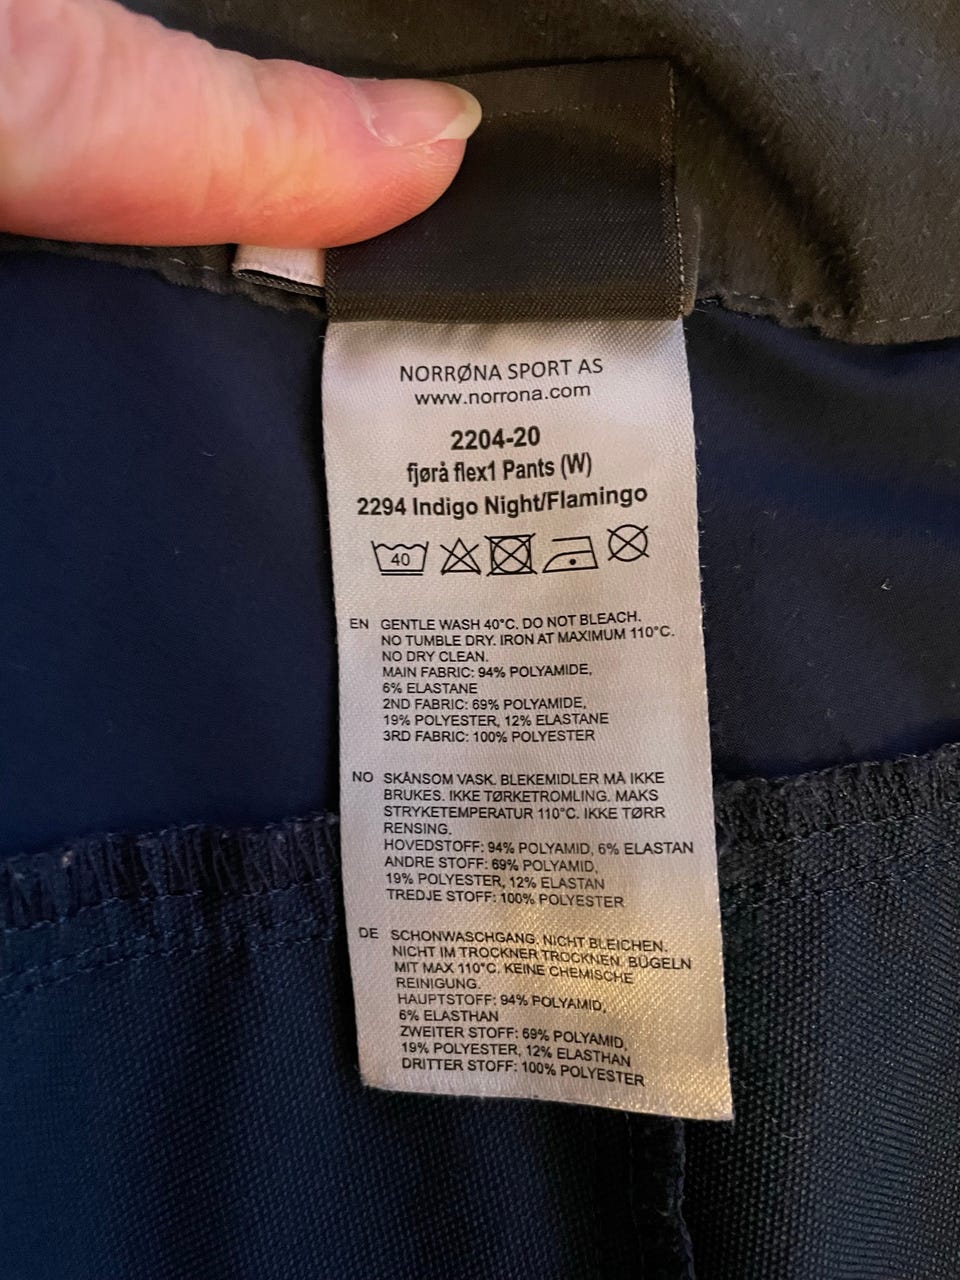 NORRØNA SPORT AS
www.norrona.com
2204-20
fjørå flex1 Pants (W)
2294 Indigo Night/Flamingo
40
EN GENTLE WASH 40°C. DO NOT BLEACH.
NO TUMBLE DRY. IRON AT MAXIMUM 110°C.
NO DRY CLEAN.
MAIN FABRIC: 94% POLYAMIDE,
6% ELASTANE
2ND FABRIC: 69% POLYAMIDE,
19% POLYESTER, 12% ELASTANE
3RD FABRIC: 100% POLYESTER
NO SKÅNSOM VASK. BLEKEMIDLER MÅ IKKE
BRUKES. IKKE TØRKETROMLING. MAKS
STRYKETEMPERATUR 110°C. IKKE TØRR
RENSING.
HOVEDSTOFF: 94% POLYAMID, 6% ELASTAN
ANDRE STOFF: 69% POLYAMID,
19% POLYESTER, 12% ELASTAN
TREDJE STOFF: 100% POLYESTER
DE SCHONWASCHGANG. NICHT BLEICHEN.
NICHT IM TROCKNER TROCKNEN. BÜGELN
MIT MAX 110°C. KEINE CHEMISCHE
REINIGUNG.
HAUPTSTOFF: 94% POLYAMID,
6% ELASTHAN
ZWEITER STOFF: 69% POLYAMID,
19% POLYESTER, 12% ELASTHAN
DRITTER STOFF: 100% POLYESTER